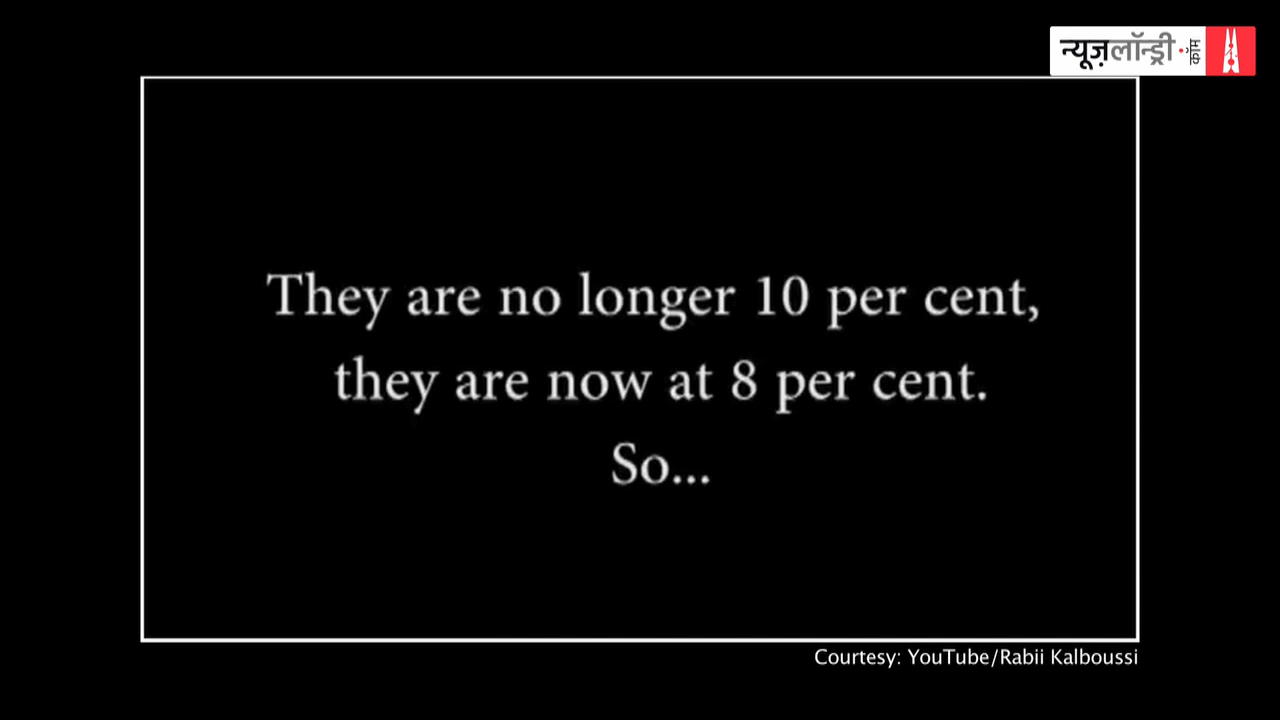 न्यूज़लॉन्ड्री.कॉम
They are no longer 10 per cent,
they are now at 8 per cent.
So...
Courtesy: YouTube/Rabii Kalboussi